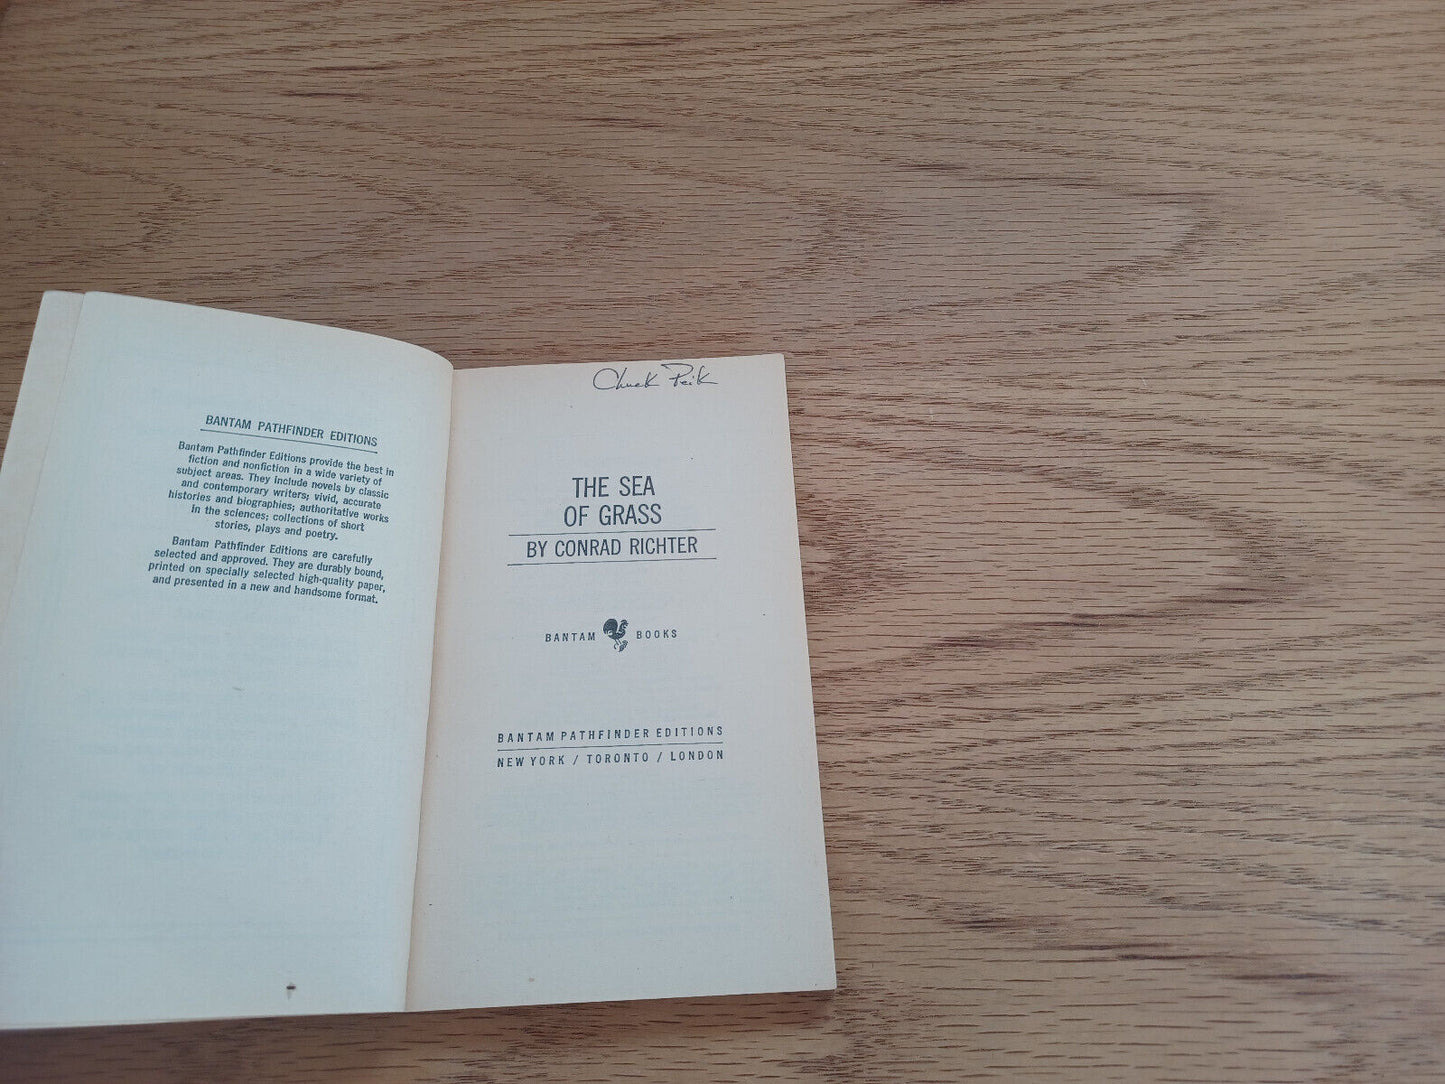 BANTAM PATHFINDER EDITIONS
Bantam Pathfinder Editions provide the best in
fiction and nonfiction in a wide variety of
subject areas. They include novels by classic
and contemporary writers; vivid, accurate
histories and biographies; authoritative works
in the sciences; collections of short
stories, plays and poetry.
Bantam Pathfinder Editions are carefully
selected and approved. They are durably bound,
printed on specially selected high-quality paper,
and presented in a new and handsome format.
Chuck Peik
THE SEA
OF GRASS
BY CONRAD RICHTER
BANTAM BOOKS
BANTAM PATHFINDER EDITIONS
NEW YORK / TORONTO / LONDON